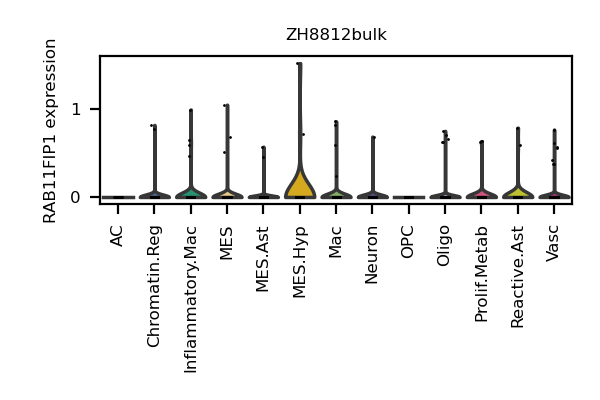 ZH8812bulk
RAB11FIP1 expression
1
0
AC
Chromatin.Reg
Inflammatory.Mac
MES
MES.Ast
MES.Hyp
Mac
Neuron
OPC
Oligo
Prolif.Metab
Reactive.Ast
Vasc